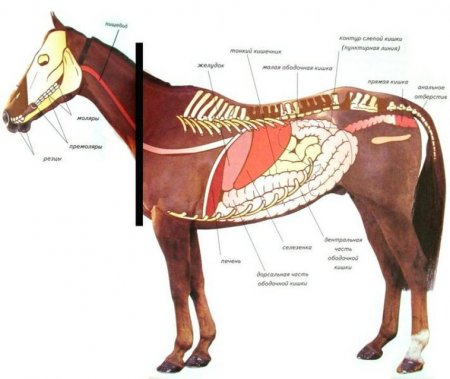 пищевод
желудок
тонкий кишечник
малая ободочная кишка
контур слепой кишки
(пунктирная линия)
прямая кишка
анальное
отверстие
моляры
премоляры
резцы
печень
дорсальная часть
ободочной кишки
селезенка
вентральная
часть
ободочной
кишки